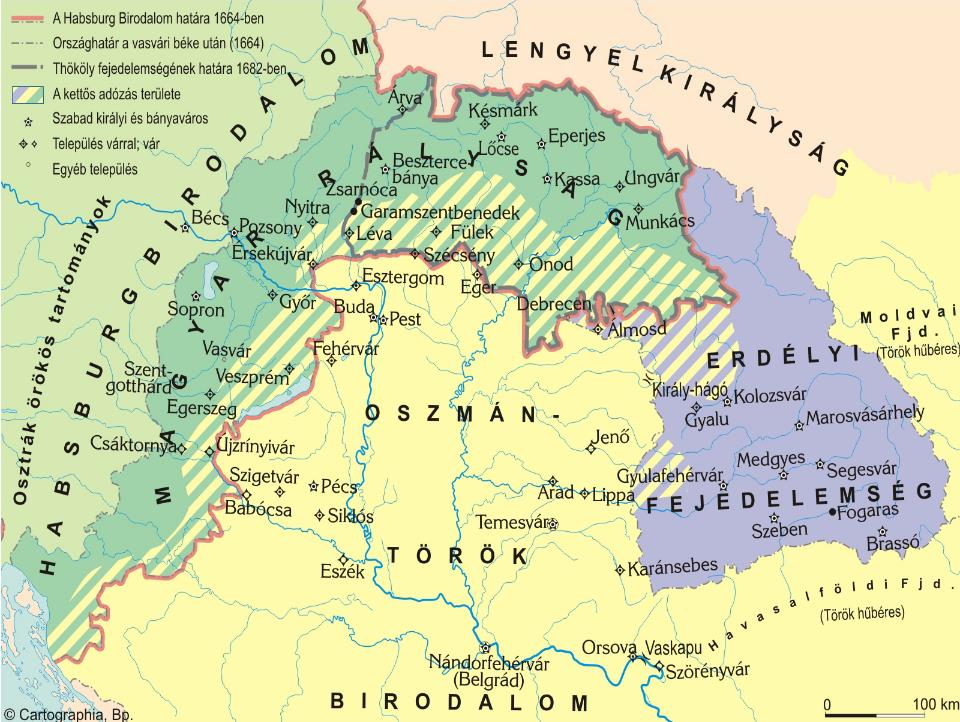 A Habsburg Birodalom határa 1664-ben
Országhatár a vasvári béke után (1664)
Thököly fejedelemségének határa 1682-ben
A kettős adózás területe
Szabad királyi és bányaváros
Település várral; vár
Egyéb település
LENGYEL KIRÁLYSÁG
HABSBURG BIRODALOM
Osztrák örökös tartományok
MAGYAR KIRÁLYSÁG
Árva
Késmárk
Lőcse
Eperjes
Besztercebánya
Kassa
Ungvár
Zsarnóca
Munkács
Nyitra
Garamszentbenedek
Bécs
Pozsony
Léva
Fülek
Érsekújvár
Szécsény
Ónod
Esztergom
Eger
Győr
Sopron
Buda
Pest
Debrecen
Álmosd
Vasvár
Fehérvár
Szent-
gotthárd
Veszprém
Egerszeg
Moldvai
Fjd.
(Török hűbéres)
ERDÉLYI
Király-hágó
Kolozsvár
Gyalu
Marosvásárhely
OSZMÁN-
Jenő
Csáktornya
Újzrínyivár
Medgyes
Segesvár
Gyulafehérvár
Szigetvár
Pécs
Arad
Lippa
FEJEDELEMSÉG
Babócsa
Siklós
Temesvár
Fogaras
Szeben
Brassó
TÖRÖK
Eszék
Karánsebes
Havasalföldi Fjd.
(Török hűbéres)
Orsova
Vaskapu
Szörényvár
Nándorfehérvár
(Belgrád)
BIRODALOM
© Cartographia, Bp.
0 100 km